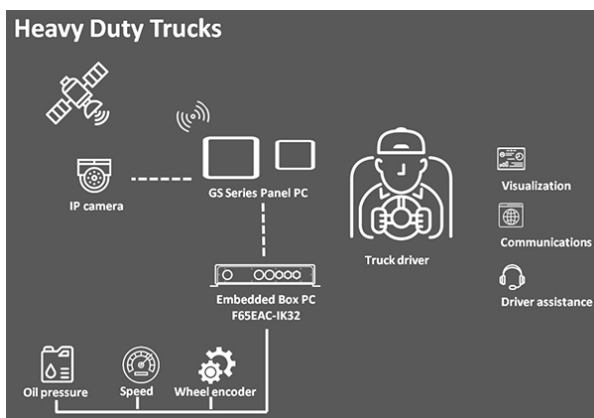 Heavy Duty Trucks
IP camera
GS Series Panel PC
Truck driver
Visualization
Communications
Driver assistance
Embedded Box PC
F65EAC-IK32
Oil pressure
Speed
Wheel encoder